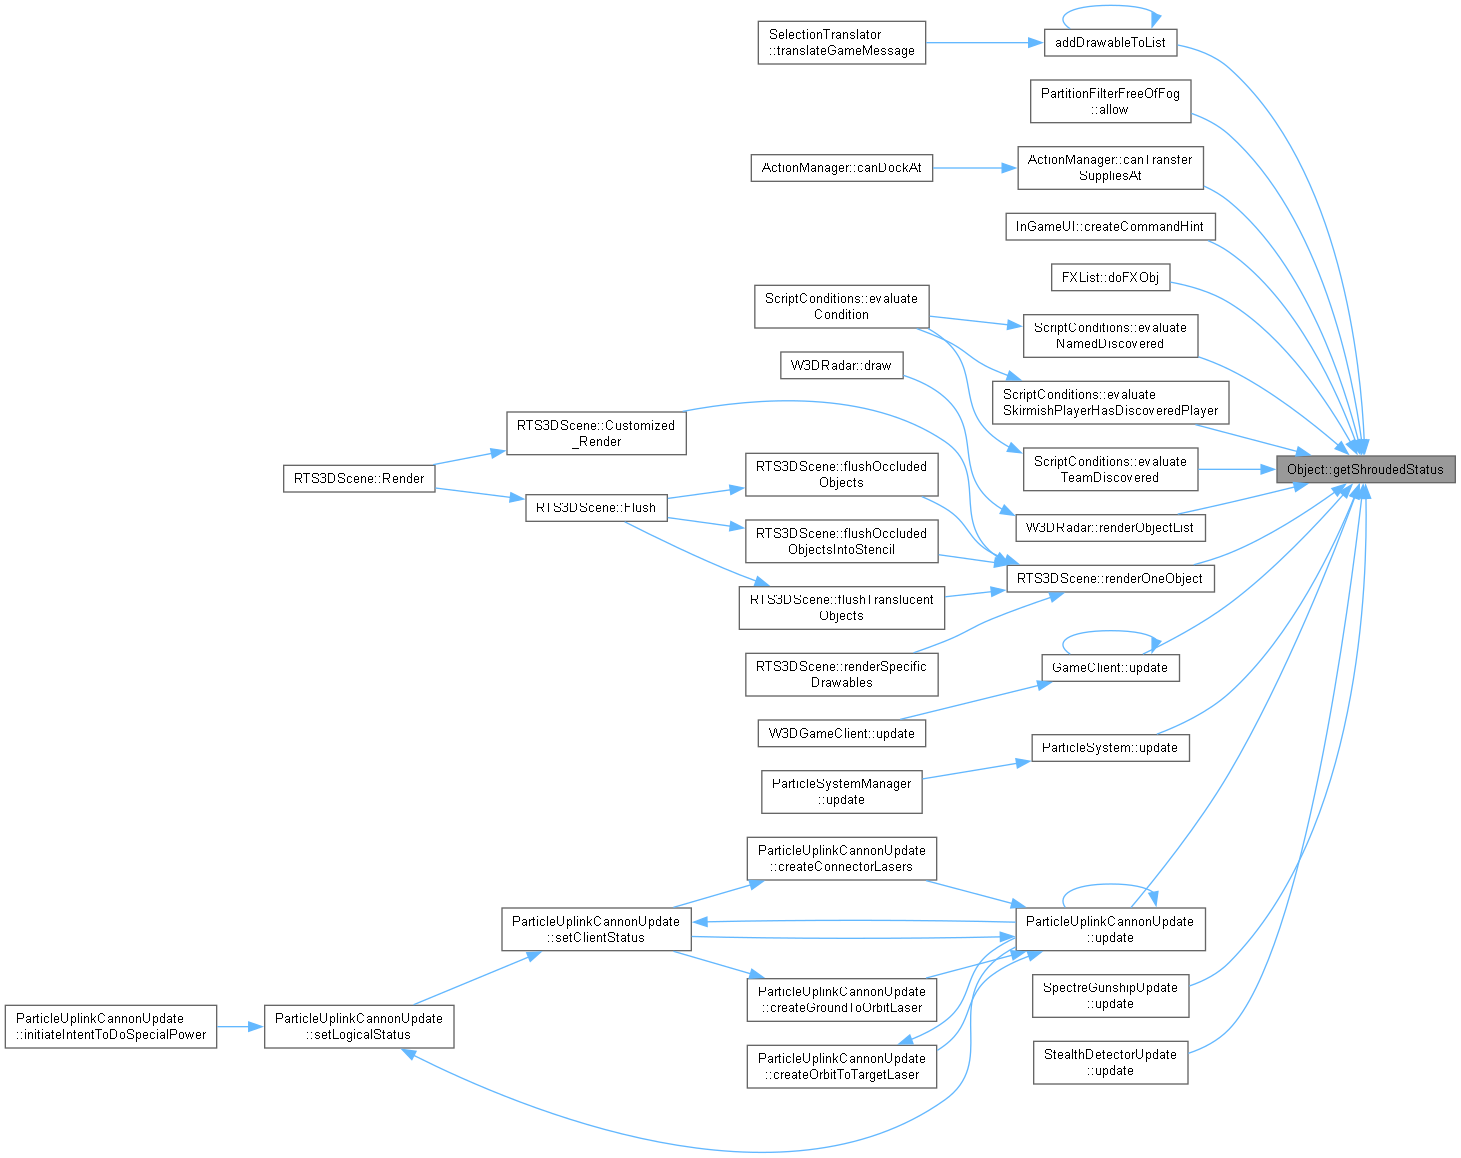 SelectionTranslator
::translateGameMessage
addDrawableToList
PartitionFilterFreeOfFog
::allow
ActionManager::canDockAt
ActionManager::canTransfer
SuppliesAt
InGameUI::createCommandHint
FXList::doFXObj
ScriptConditions::evaluate
Condition
ScriptConditions::evaluate
NamedDiscovered
W3DRadar::draw
ScriptConditions::evaluate
SkirmishPlayerHasDiscoveredPlayer
RTS3DScene::Customized
_Render
ScriptConditions::evaluate
TeamDiscovered
Object::getShroudedStatus
RTS3DScene::Render
RTS3DScene::flushOccluded
Objects
RTS3DScene::Flush
W3DRadar::renderObjectList
RTS3DScene::flushOccluded
ObjectsIntoStencil
RTS3DScene::renderOneObject
RTS3DScene::flushTranslucent
Objects
RTS3DScene::renderSpecific
Drawables
GameClient::update
W3DGameClient::update
ParticleSystem::update
ParticleSystemManager
::update
ParticleUplinkCannonUpdate
::createConnectorLasers
ParticleUplinkCannonUpdate
::setClientStatus
ParticleUplinkCannonUpdate
::update
ParticleUplinkCannonUpdate
::createGroundToOrbitLaser
SpectreGunshipUpdate
::update
ParticleUplinkCannonUpdate
::initiateIntentToDoSpecialPower
ParticleUplinkCannonUpdate
::setLogicalStatus
ParticleUplinkCannonUpdate
::createOrbitToTargetLaser
StealthDetectorUpdate
::update